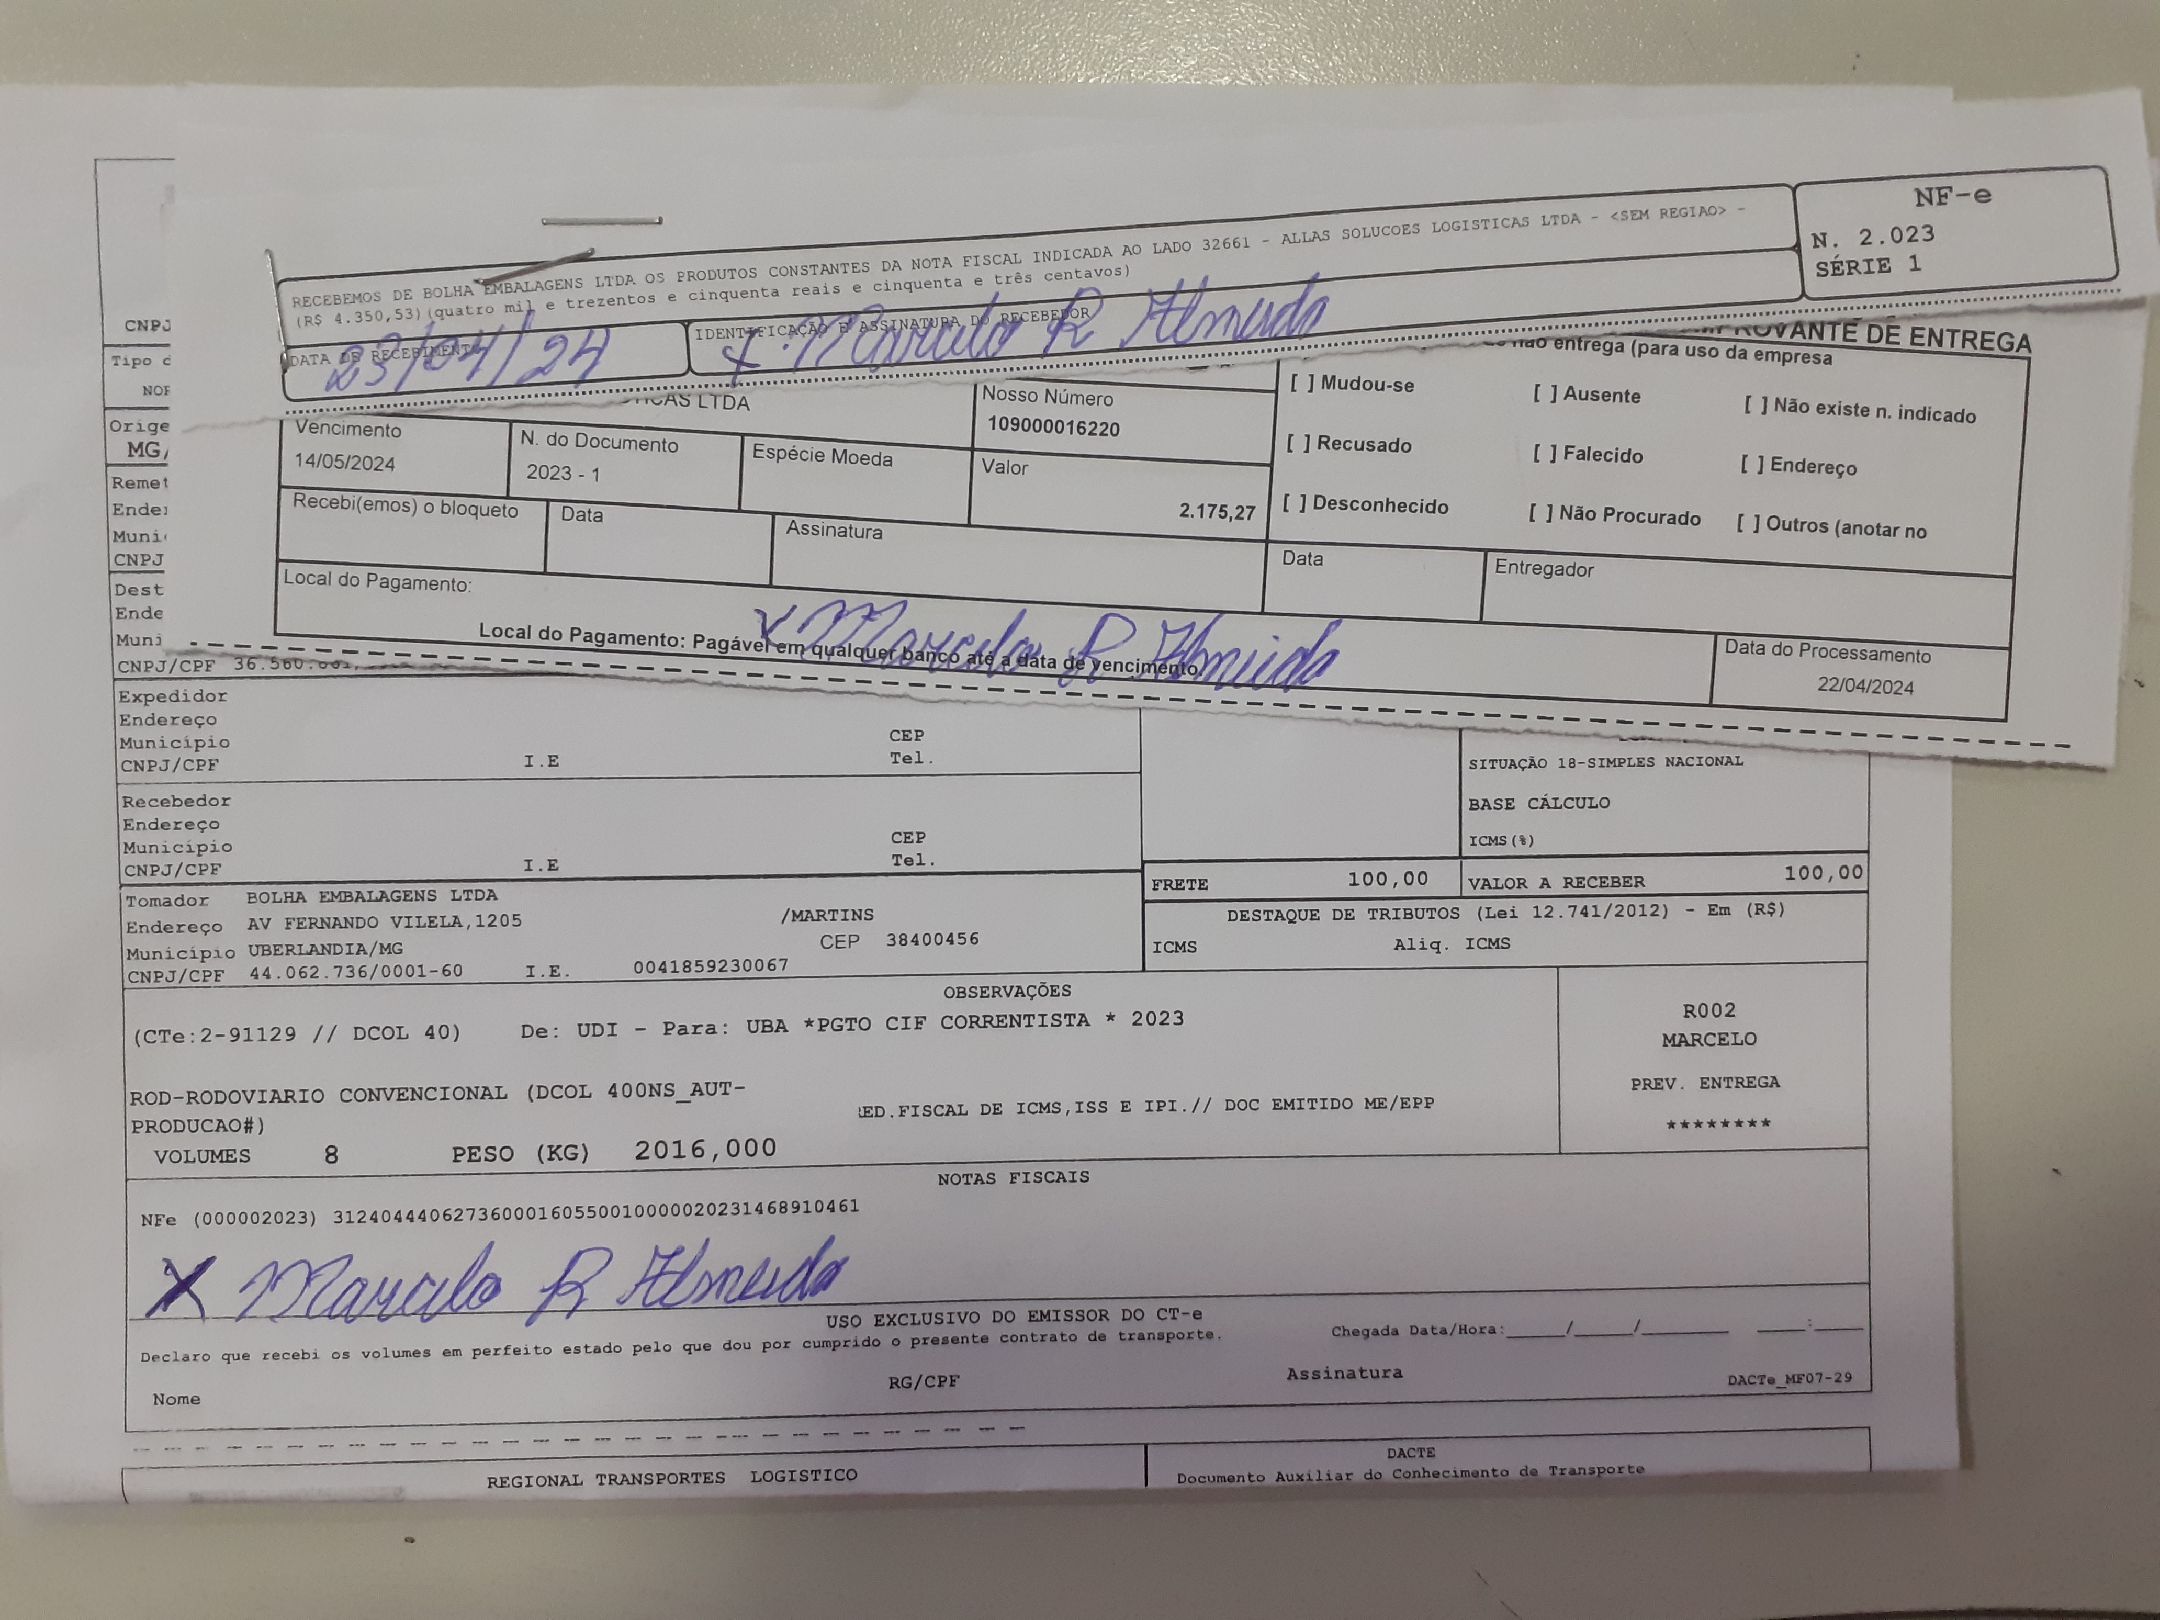 NF-e
N. 2.023
SÉRIE 1
RECEBEMOS DE BOLHA EMBALAGENS LTDA OS PRODUTOS CONSTANTES DA NOTA FISCAL INDICADA AO LADO 32661 - ALLAS SOLUCOES LOGISTICAS LTDA - <SEM REGIAO> -
(R$ 4.350,53)(quatro mil e trezentos e cinquenta reais e cinquenta e três centavos)
DATA DE RECEBIMENTO
23/04/24
IDENTIFICAÇÃO E ASSINATURA DO RECEBEDOR
X Marcelo R Almeida
ROVANTE DE ENTREGA
não entrega (para uso da empresa
CAS LTDA
Nosso Número
109000016220
[ ] Mudou-se
[ ] Ausente
[ ] Não existe n. indicado
Vencimento
14/05/2024
N. do Documento
2023 - 1
Espécie Moeda
Valor
2.175,27
[ ] Recusado
[ ] Falecido
[ ] Endereço
[ ] Desconhecido
[ ] Não Procurado
[ ] Outros (anotar no
Recebi(emos) o bloqueto
Data
Assinatura
Data
Entregador
Local do Pagamento:
Local do Pagamento: Pagável em qualquer banco até a data de vencimento.
X Marcelo R Almeida
Data do Processamento
22/04/2024
CNPJ
Tipo
NOR
Orige
MG/
Remet
Ender
Muni
CNPJ
Dest
Ende
Muni
CNPJ/CPF 36.560.
Expedidor
Endereço
Município CEP
CNPJ/CPF I.E Tel.
Recebedor
Endereço
Município CEP
CNPJ/CPF I.E Tel.
SITUAÇÃO 18-SIMPLES NACIONAL
BASE CÁLCULO
ICMS(%)
FRETE 100,00 VALOR A RECEBER 100,00
Tomador BOLHA EMBALAGENS LTDA
Endereço AV FERNANDO VILELA,1205 /MARTINS
Município UBERLANDIA/MG CEP 38400456
CNPJ/CPF 44.062.736/0001-60 I.E. 0041859230067
DESTAQUE DE TRIBUTOS (Lei 12.741/2012) - Em (R$)
ICMS Aliq. ICMS
OBSERVAÇÕES
(CTe:2-91129 // DCOL 40) De: UDI - Para: UBA *PGTO CIF CORRENTISTA * 2023
ROD-RODOVIARIO CONVENCIONAL (DCOL 400NS_AUT-
PRODUCAO#)
ED.FISCAL DE ICMS,ISS E IPI.// DOC EMITIDO ME/EPP
R002
MARCELO
PREV. ENTREGA
********
VOLUMES 8 PESO (KG) 2016,000
NOTAS FISCAIS
NFe (000002023) 31240444062736000160550010000020231468910461
X Marcelo R Almeida
USO EXCLUSIVO DO EMISSOR DO CT-e
Declaro que recebi os volumes em perfeito estado pelo que dou por cumprido o presente contrato de transporte.
Chegada Data/Hora:_____/_____/_______ ____:____
Nome
RG/CPF
Assinatura
DACTe_MF07-29
REGIONAL TRANSPORTES LOGISTICO
DACTE
Documento Auxiliar do Conhecimento de Transporte